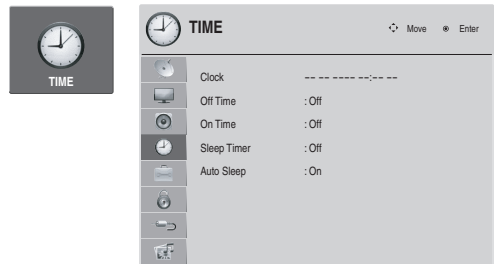 TIME
TIME Move Enter
Clock -- -- ---- --:-- --
Off Time : Off
On Time : Off
Sleep Timer : Off
Auto Sleep : On